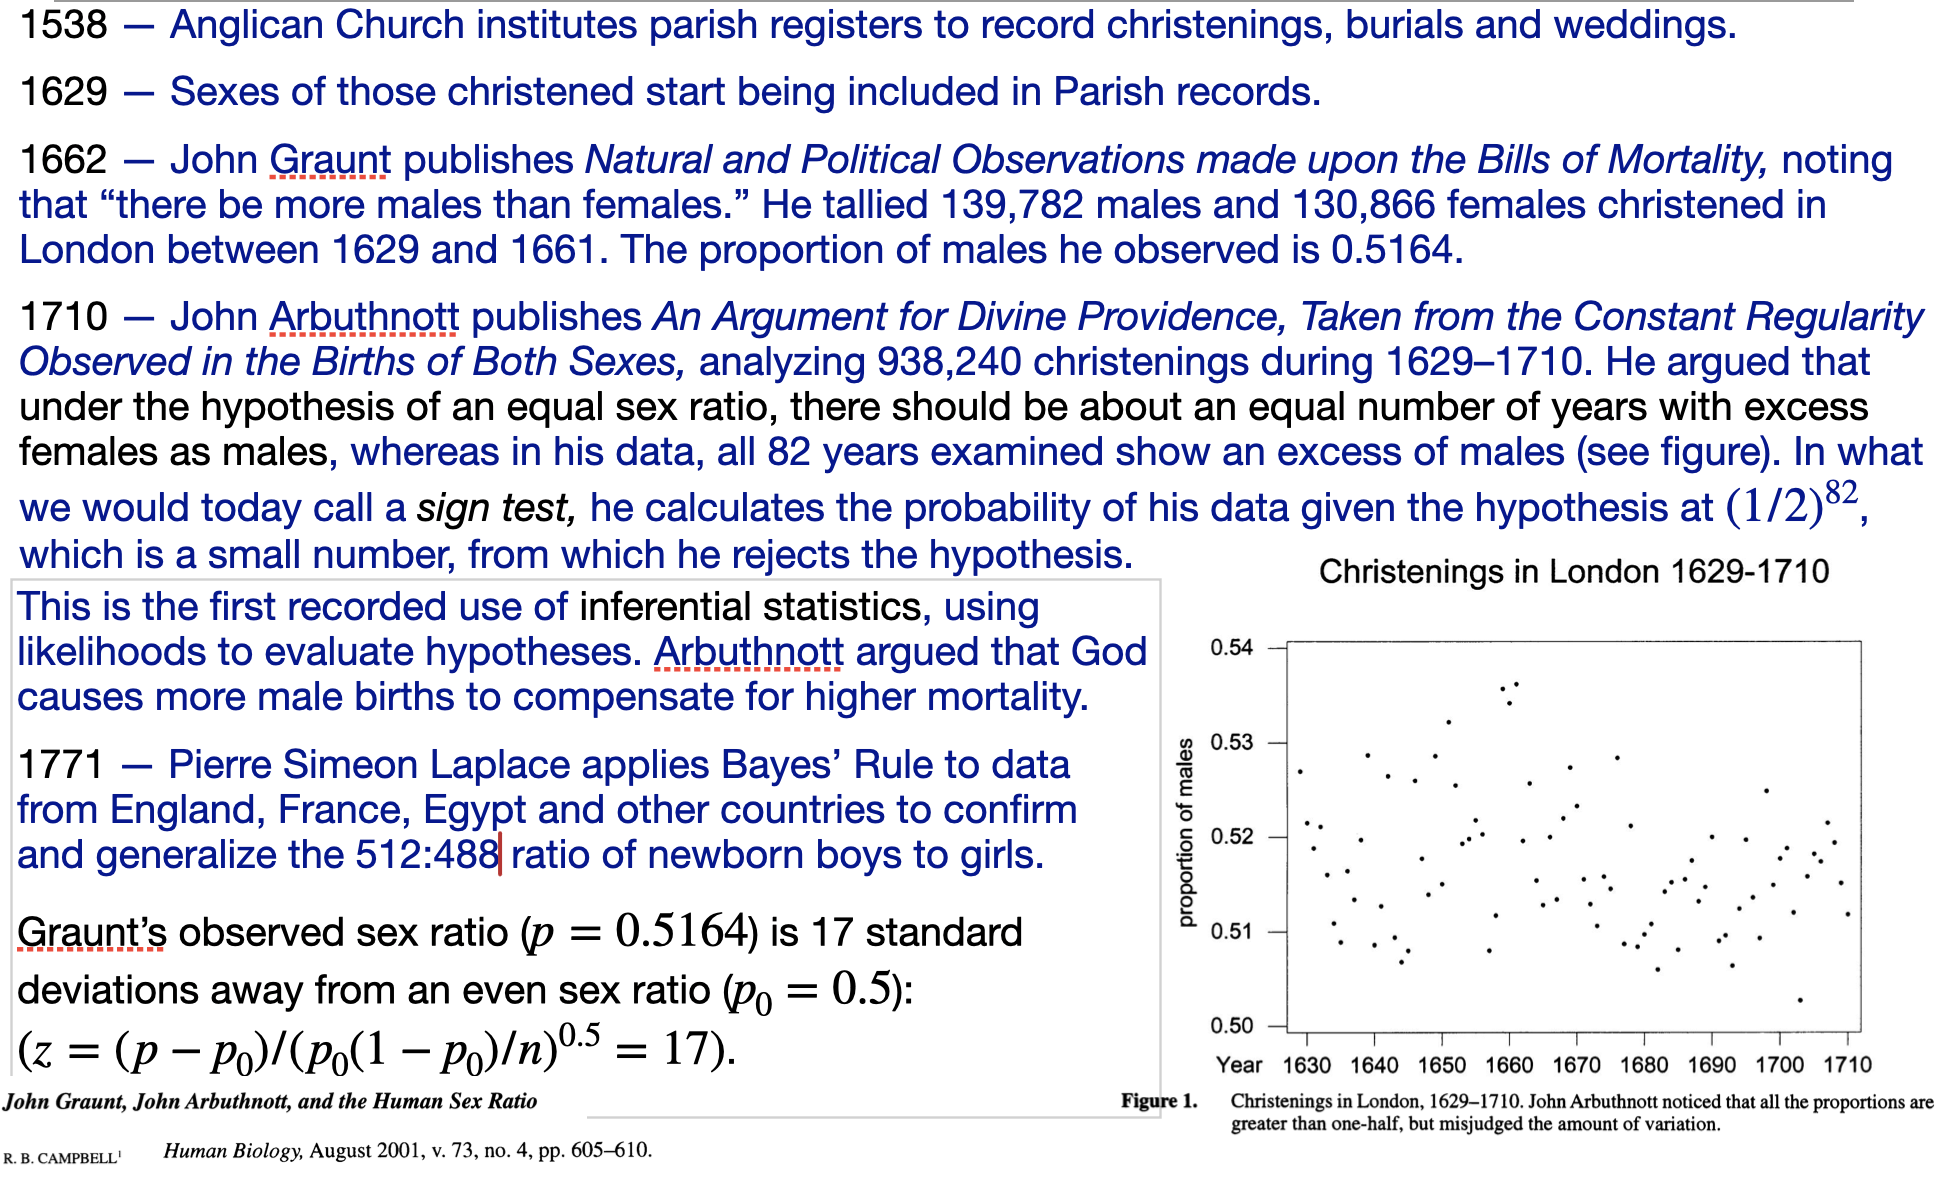 1538 — Anglican Church institutes parish registers to record christenings, burials and weddings.
1629 — Sexes of those christened start being included in Parish records.
1662 — John Graunt publishes Natural and Political Observations made upon the Bills of Mortality, noting
that “there be more males than females.” He tallied 139,782 males and 130,866 females christened in
London between 1629 and 1661. The proportion of males he observed is 0.5164.
1710 — John Arbuthnott publishes An Argument for Divine Providence, Taken from the Constant Regularity
Observed in the Births of Both Sexes, analyzing 938,240 christenings during 1629–1710. He argued that
under the hypothesis of an equal sex ratio, there should be about an equal number of years with excess
females as males, whereas in his data, all 82 years examined show an excess of males (see figure). In what
we would today call a sign test, he calculates the probability of his data given the hypothesis at (1/2)^82,
which is a small number, from which he rejects the hypothesis.
This is the first recorded use of inferential statistics, using
likelihoods to evaluate hypotheses. Arbuthnott argued that God
causes more male births to compensate for higher mortality.
1771 — Pierre Simeon Laplace applies Bayes’ Rule to data
from England, France, Egypt and other countries to confirm
and generalize the 512:488 ratio of newborn boys to girls.
Graunt’s observed sex ratio (p = 0.5164) is 17 standard
deviations away from an even sex ratio (p₀ = 0.5):
(z = (p − p₀)/(p₀(1 − p₀)/n)^0.5 = 17).
John Graunt, John Arbuthnott, and the Human Sex Ratio
R. B. CAMPBELL¹ Human Biology, August 2001, v. 73, no. 4, pp. 605–610.
Christenings in London 1629-1710
proportion of males
0.54
0.53
0.52
0.51
0.50
Year 1630 1640 1650 1660 1670 1680 1690 1700 1710
Figure 1. Christenings in London, 1629–1710. John Arbuthnott noticed that all the proportions are
greater than one-half, but misjudged the amount of variation.